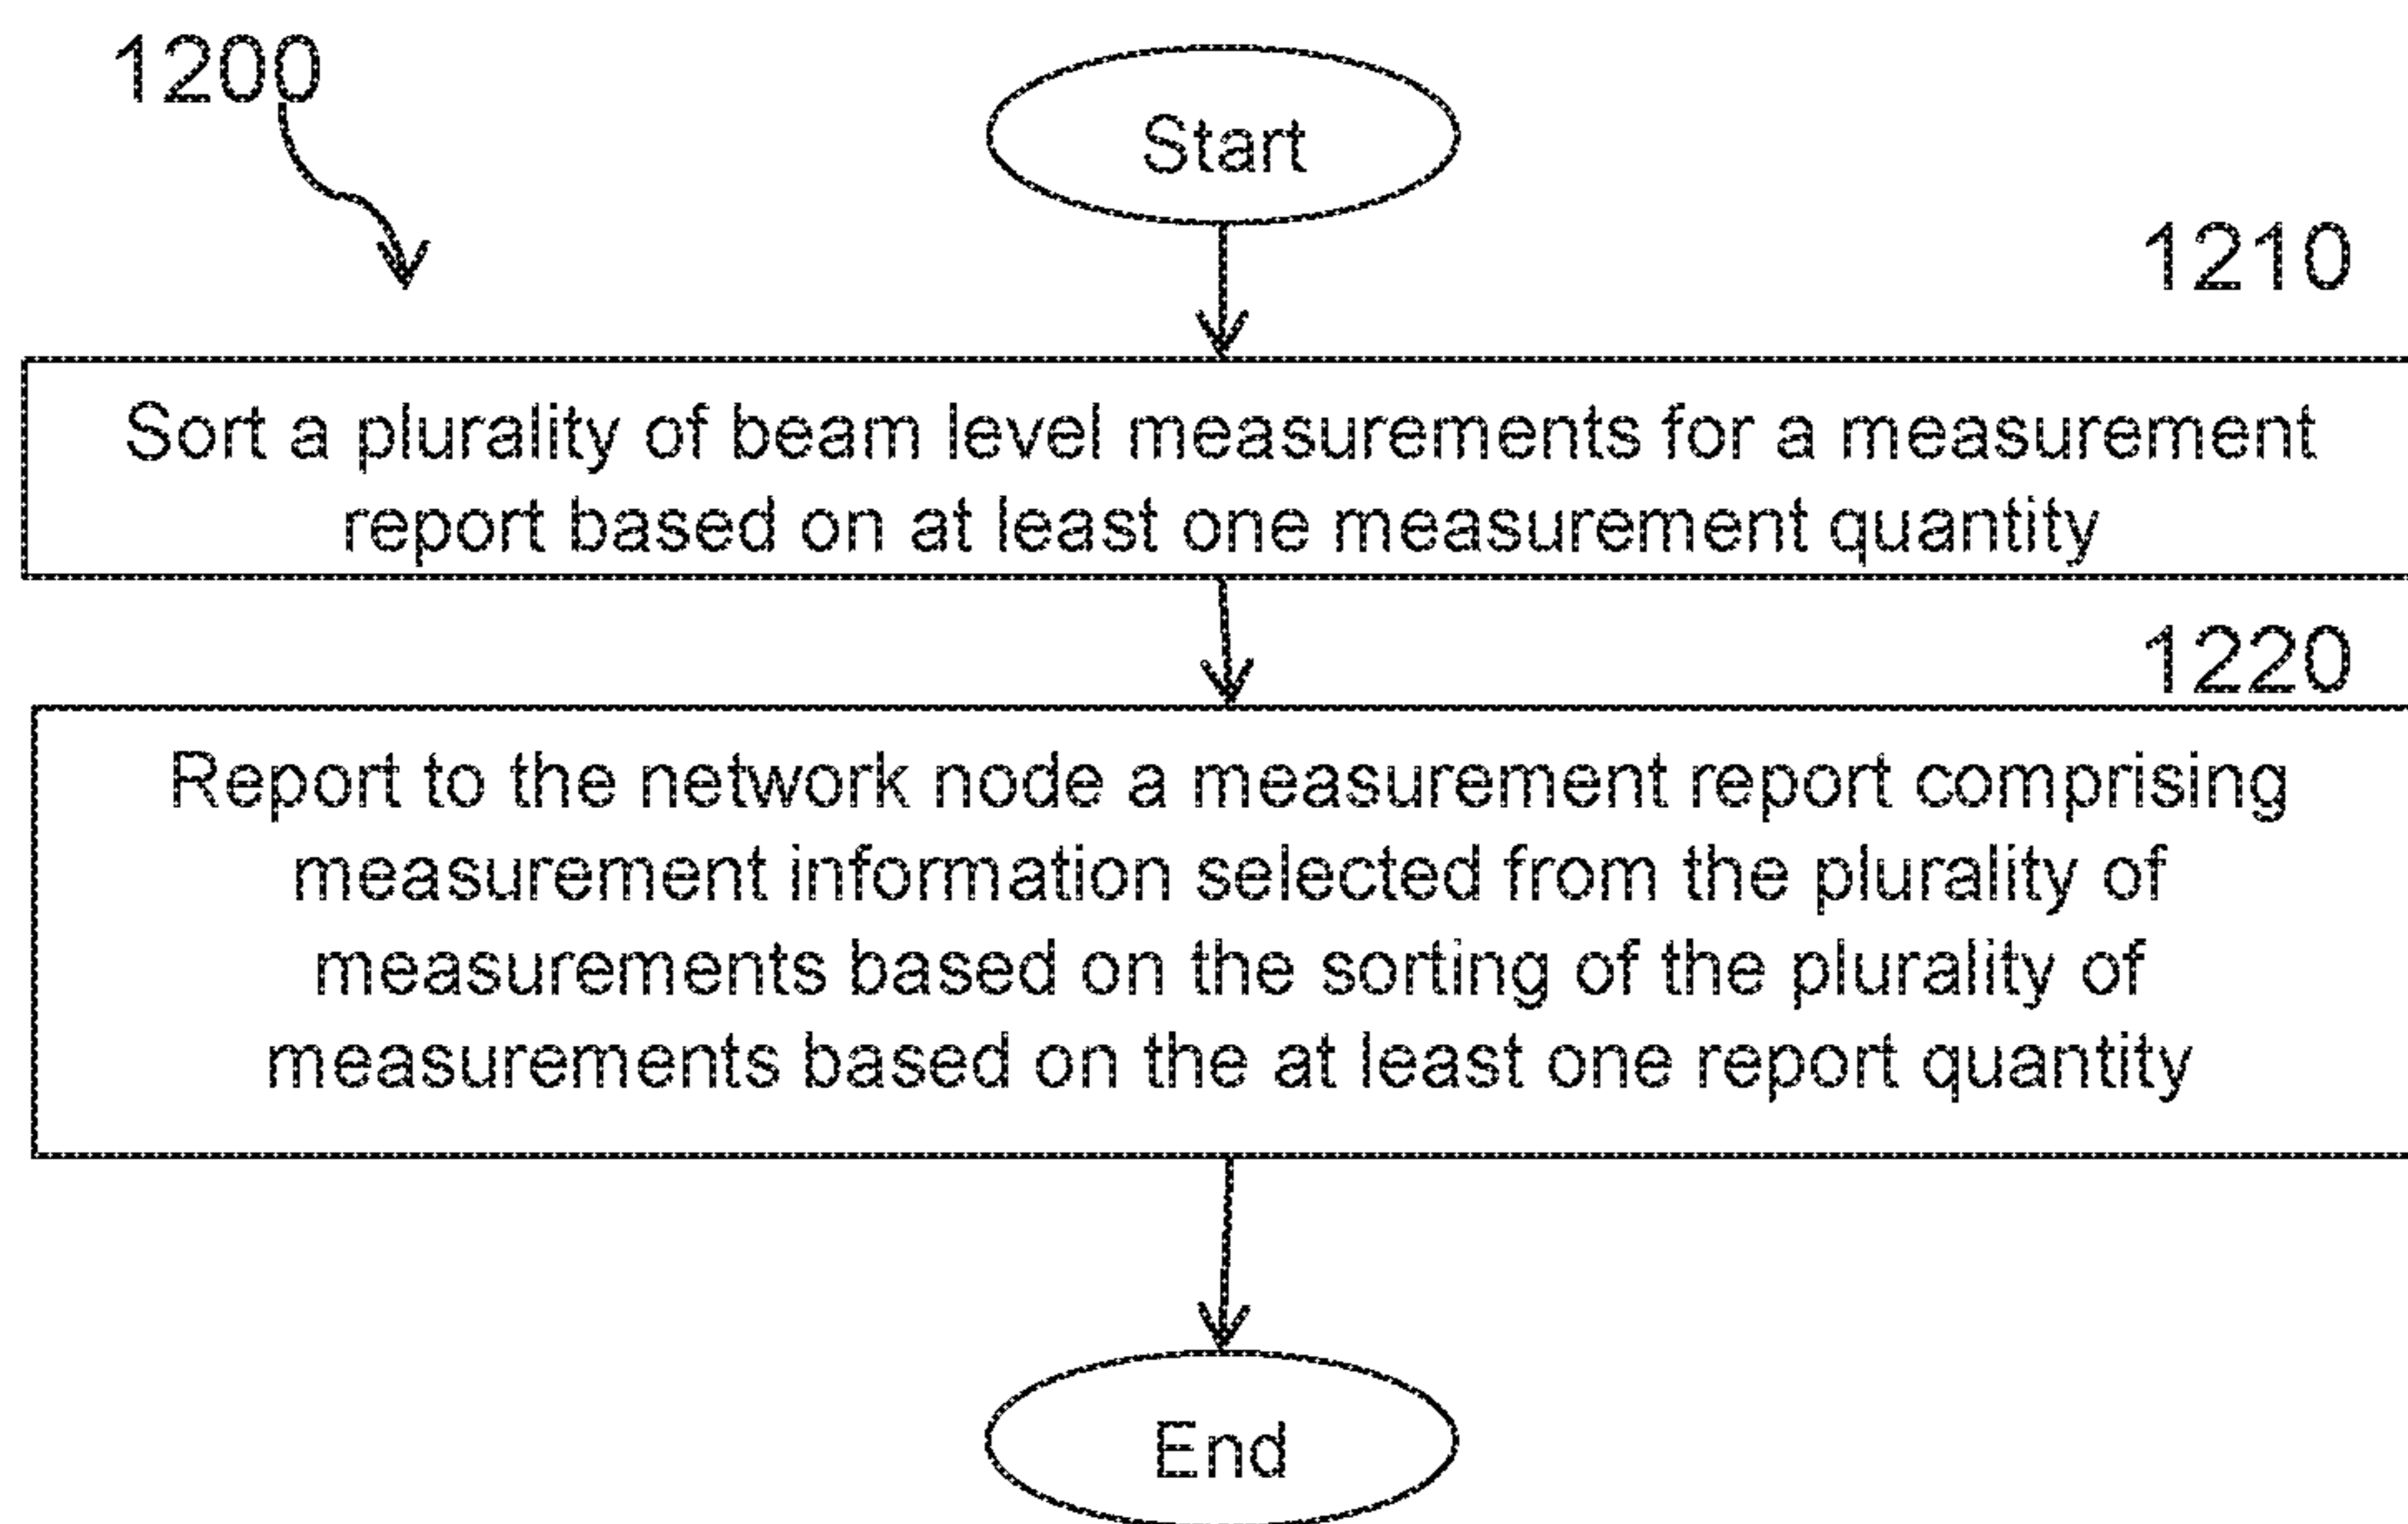 1200
Start
1210
Sort a plurality of beam level measurements for a measurement
report based on at least one measurement quantity
1220
Report to the network node a measurement report comprising
measurement information selected from the plurality of
measurements based on the sorting of the plurality of
measurements based on the at least one report quantity
End